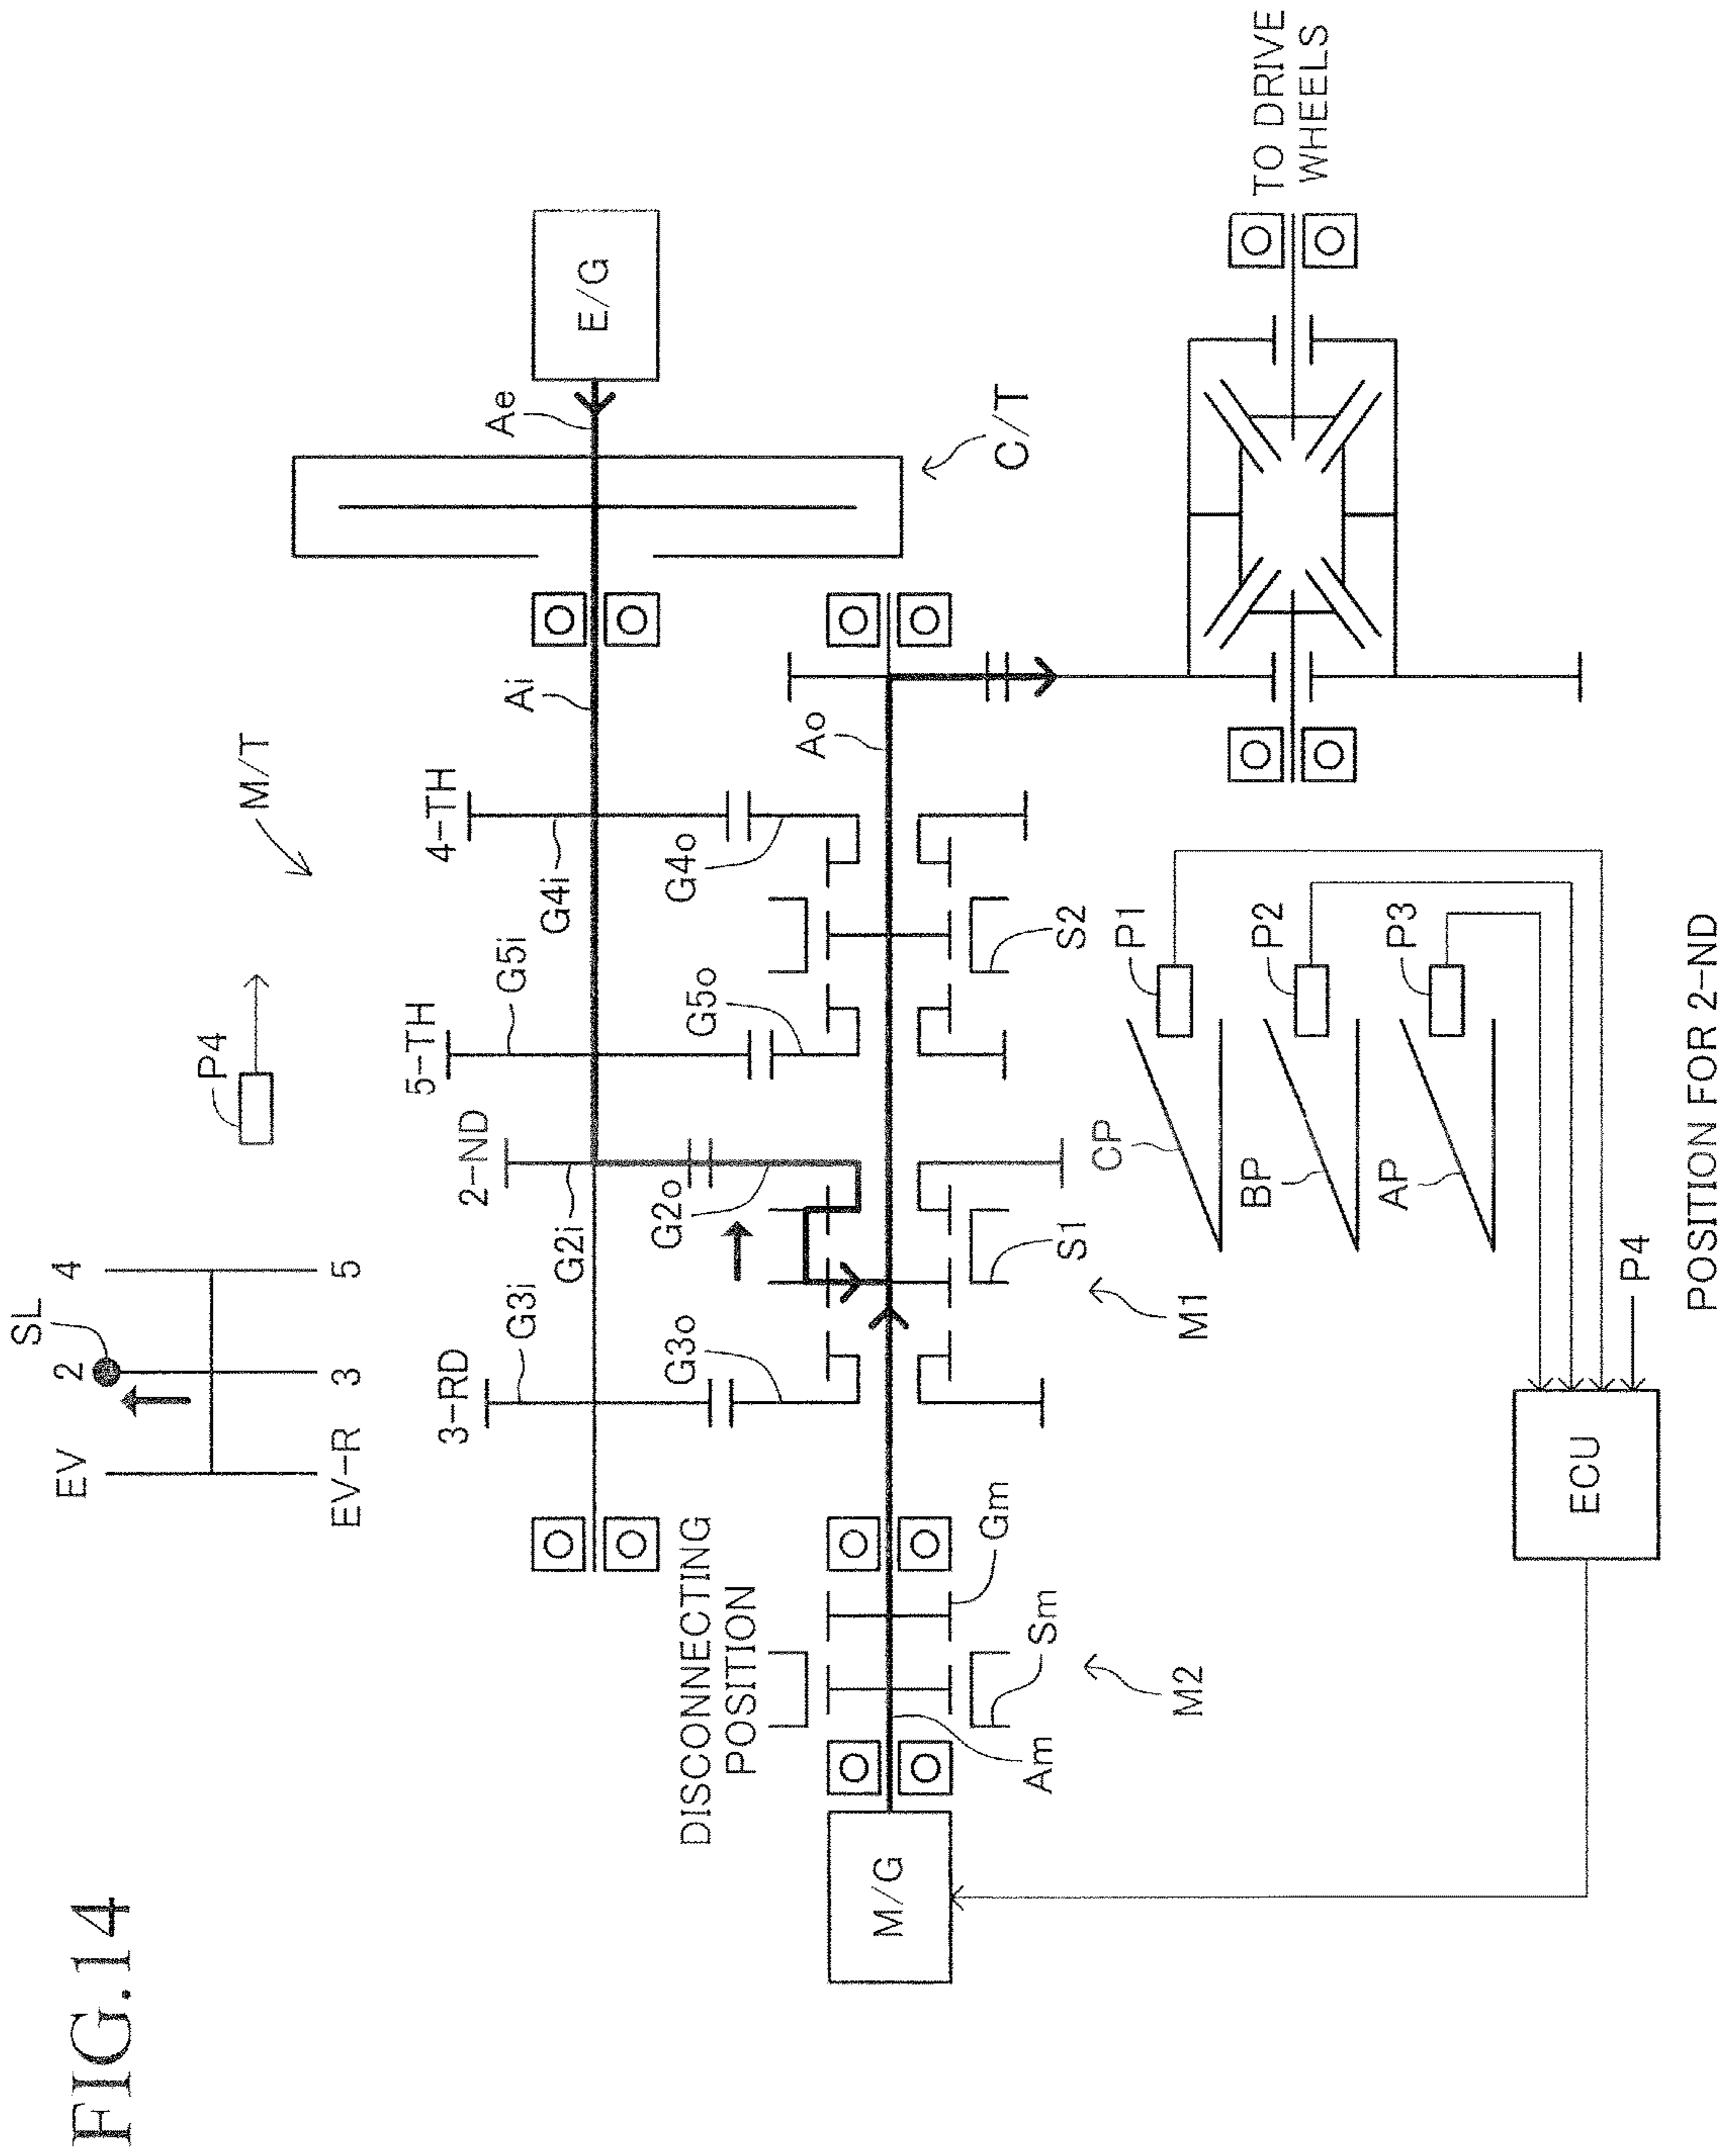 FIG.14
SL
EV
2
4
EV-R
3
5
P4
M/T
3-RD
2-ND
5-TH
4-TH
G3i
G2i
G5i
G4i
Ai
Ae
E/G
G3o
G2o
G5o
G4o
Ao
C/T
DISCONNECTING
POSITION
M/G
Am
Sm
Gm
M2
M1
S1
S2
CP
P1
BP
P2
AP
P3
P4
ECU
TO DRIVE
WHEELS
POSITION FOR 2-ND